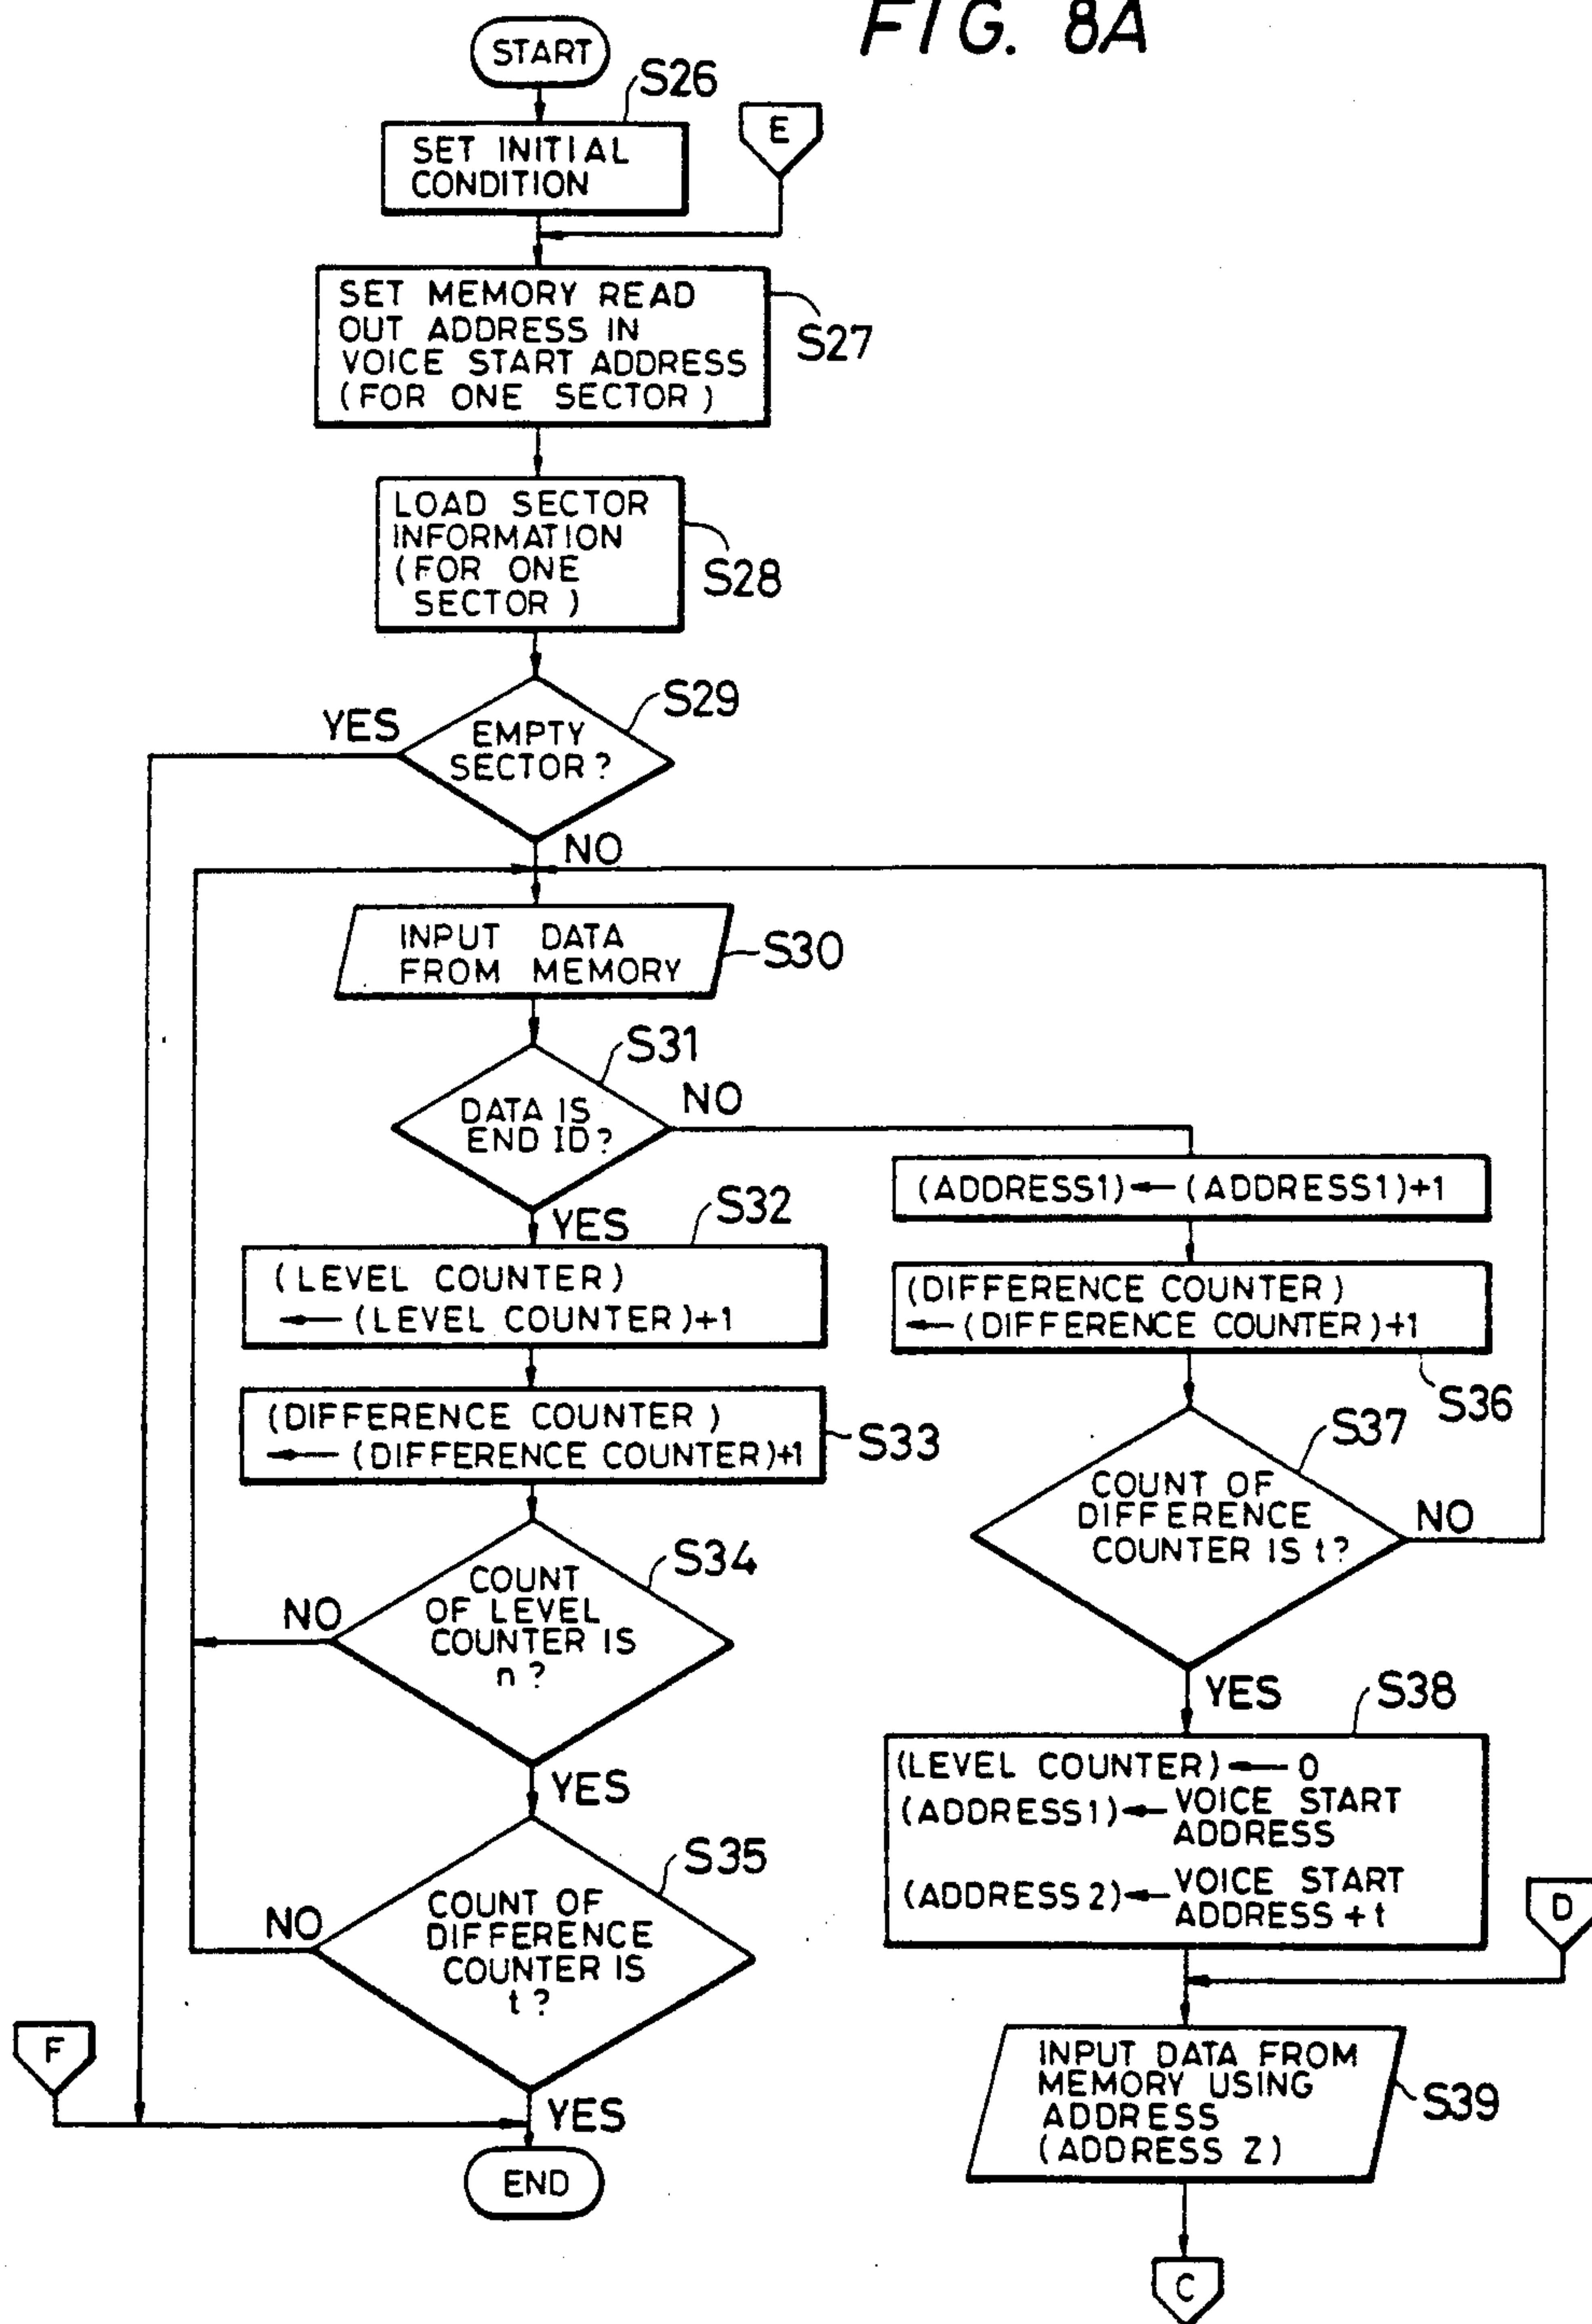 FIG. 8A
START
S26
E
SET INITIAL
CONDITION
SET MEMORY READ
OUT ADDRESS IN
VOICE START ADDRESS
(FOR ONE SECTOR)
S27
LOAD SECTOR
INFORMATION
(FOR ONE
SECTOR)
S28
S29
YES
EMPTY
SECTOR?
NO
INPUT DATA
FROM MEMORY
S30
S31
DATA IS
END ID?
NO
YES
S32
(LEVEL COUNTER)
← (LEVEL COUNTER)+1
(DIFFERENCE COUNTER)
← (DIFFERENCE COUNTER)+1
S33
S34
COUNT
OF LEVEL
COUNTER IS
n?
NO
YES
S35
COUNT OF
DIFFERENCE
COUNTER IS
t?
NO
YES
F
END
(ADDRESS1)←(ADDRESS1)+1
(DIFFERENCE COUNTER)
←(DIFFERENCE COUNTER)+1
S36
S37
COUNT OF
DIFFERENCE
COUNTER IS t?
NO
YES
S38
(LEVEL COUNTER)← 0
(ADDRESS1)← VOICE START
ADDRESS
(ADDRESS2)← VOICE START
ADDRESS+t
D
INPUT DATA FROM
MEMORY USING
ADDRESS
(ADDRESS 2)
S39
C